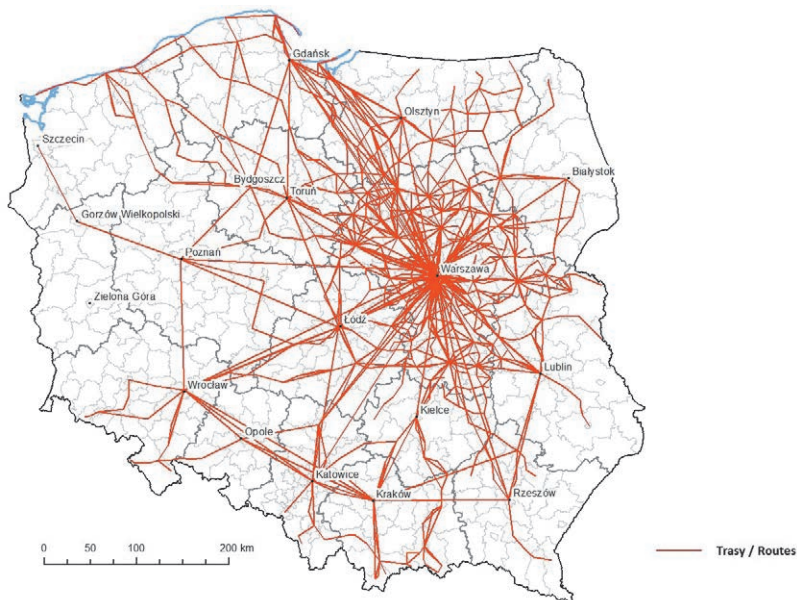 Gdańsk
Olsztyn
Szczecin
Białystok
Bydgoszcz
Toruń
Gorzów Wielkopolski
Poznań
Warszawa
Zielona Góra
Łódź
Lublin
Wrocław
Kielce
Opole
Katowice
Kraków
Rzeszów
0 50 100 200 km
Trasy / Routes